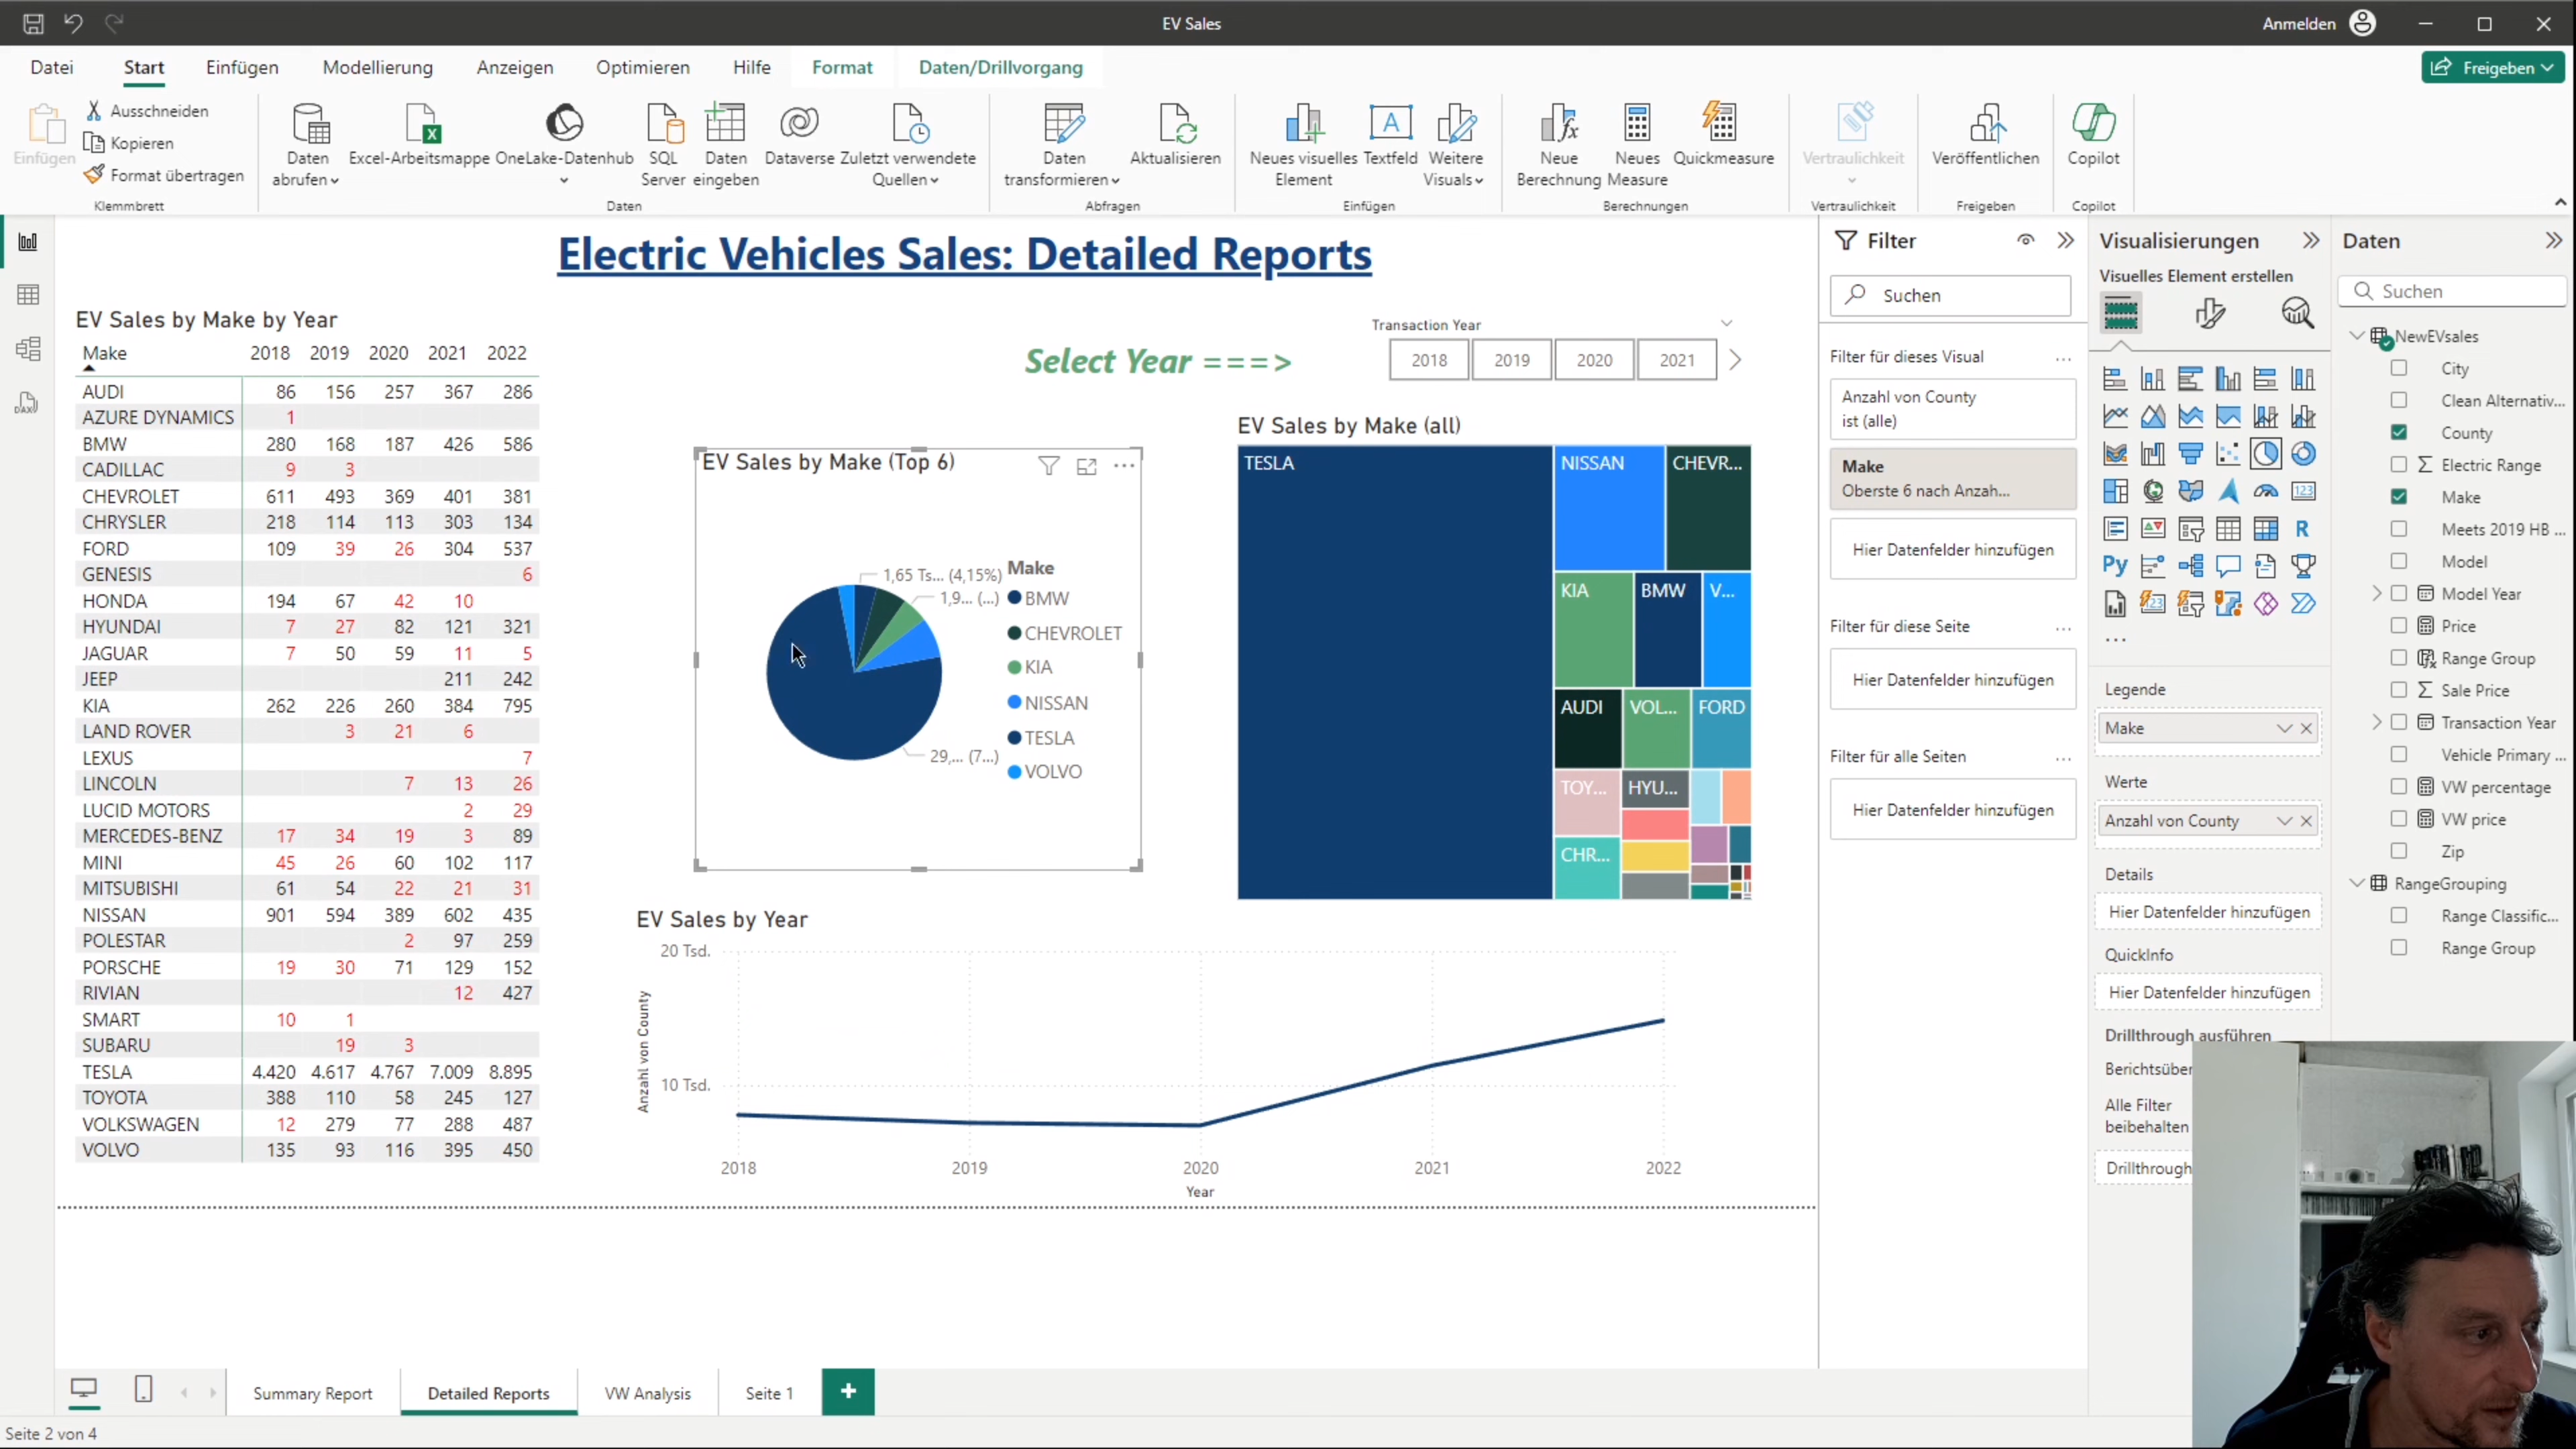 EV Sales
Anmelden
Datei Start Einfügen Modellierung Anzeigen Optimieren Hilfe Format Daten/Drillvorgang
Freigeben
Einfügen
Ausschneiden
Kopieren
Format übertragen
Klemmbrett
Daten abrufen
Excel-Arbeitsmappe
OneLake-Datenhub
SQL Server
Daten eingeben
Dataverse
Zuletzt verwendete Quellen
Daten
Daten transformieren
Aktualisieren
Abfragen
Neues visuelles Element
Textfeld
Weitere Visuals
Einfügen
Neue Berechnung
Neues Measure
Quickmeasure
Berechnungen
Vertraulichkeit
Vertraulichkeit
Veröffentlichen
Freigeben
Copilot
Copilot
Electric Vehicles Sales: Detailed Reports
EV Sales by Make by Year
Make 2018 2019 2020 2021 2022
AUDI 86 156 257 367 286
AZURE DYNAMICS 1
BMW 280 168 187 426 586
CADILLAC 9 3
CHEVROLET 611 493 369 401 381
CHRYSLER 218 114 113 303 134
FORD 109 39 26 304 537
GENESIS 6
HONDA 194 67 42 10
HYUNDAI 7 27 82 121 321
JAGUAR 7 50 59 11 5
JEEP 211 242
KIA 262 226 260 384 795
LAND ROVER 3 21 6
LEXUS 7
LINCOLN 7 13 26
LUCID MOTORS 2 29
MERCEDES-BENZ 17 34 19 3 89
MINI 45 26 60 102 117
MITSUBISHI 61 54 22 21 31
NISSAN 901 594 389 602 435
POLESTAR 2 97 259
PORSCHE 19 30 71 129 152
RIVIAN 12 427
SMART 10 1
SUBARU 19 3
TESLA 4.420 4.617 4.767 7.009 8.895
TOYOTA 388 110 58 245 127
VOLKSWAGEN 12 279 77 288 487
VOLVO 135 93 116 395 450
Select Year ===>
Transaction Year
2018 2019 2020 2021
EV Sales by Make (Top 6)
1,65 Ts... (4,15%)
1,9... (...)
29,... (7...)
Make
BMW
CHEVROLET
KIA
NISSAN
TESLA
VOLVO
EV Sales by Make (all)
TESLA
NISSAN
CHEVR...
KIA
BMW
V...
AUDI
VOL...
FORD
TOY...
HYU...
CHR...
EV Sales by Year
Anzahl von County
20 Tsd.
10 Tsd.
2018 2019 2020 2021 2022
Year
Filter
Suchen
Filter für dieses Visual ...
Anzahl von County
ist (alle)
Make
Oberste 6 nach Anzah...
Hier Datenfelder hinzufügen
Filter für diese Seite ...
Hier Datenfelder hinzufügen
Filter für alle Seiten ...
Hier Datenfelder hinzufügen
Visualisierungen
Visuelles Element erstellen
123
R
Py
123
...
Legende
Make
Werte
Anzahl von County
Details
Hier Datenfelder hinzufügen
QuickInfo
Hier Datenfelder hinzufügen
Drillthrough ausführen
Berichtsüber
Alle Filter
beibehalten
Drillthrough
Daten
Suchen
NewEVsales
City
Clean Alternativ...
County
Σ Electric Range
Make
Meets 2019 HB ...
Model
Model Year
Price
Range Group
Σ Sale Price
Transaction Year
Vehicle Primary ...
VW percentage
VW price
Zip
RangeGrouping
Range Classific...
Range Group
DAX
Summary Report Detailed Reports VW Analysis Seite 1 +
Seite 2 von 4